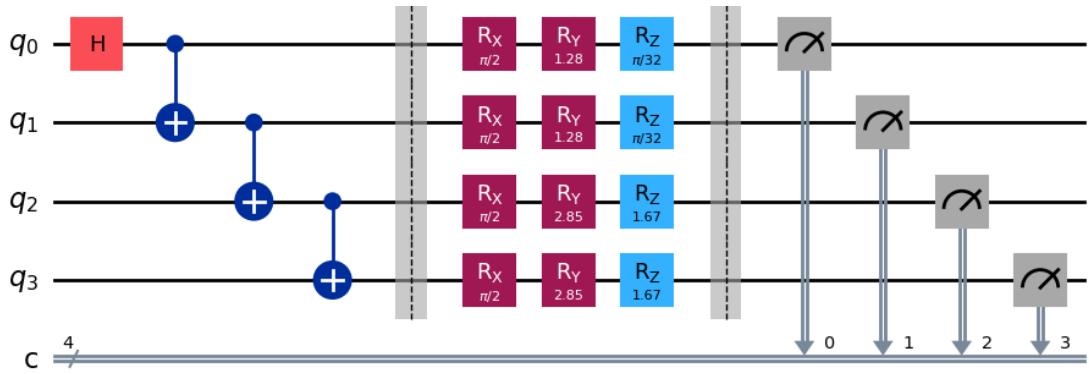 q0 H RX π/2 RY 1.28 RZ π/32
q1 RX π/2 RY 1.28 RZ π/32
q2 RX π/2 RY 2.85 RZ 1.67
q3 RX π/2 RY 2.85 RZ 1.67
c 4 0 1 2 3